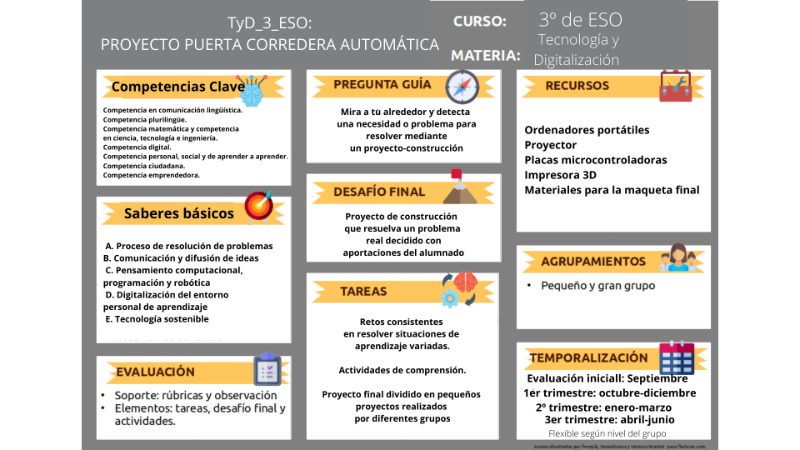 TyD_3_ESO:
PROYECTO PUERTA CORREDERA AUTOMÁTICA
CURSO: 3º de ESO
MATERIA: Tecnología y
Digitalización
Competencias Clave
Competencia en comunicación lingüística.
Competencia plurilingüe.
Competencia matemática y competencia
en ciencia, tecnología e ingeniería.
Competencia digital.
Competencia personal, social y de aprender a aprender.
Competencia ciudadana.
Competencia emprendedora.
Saberes básicos
A. Proceso de resolución de problemas
B. Comunicación y difusión de ideas
C. Pensamiento computacional,
programación y robótica
D. Digitalización del entorno
personal de aprendizaje
E. Tecnología sostenible
EVALUACIÓN
• Soporte: rúbricas y observación
• Elementos: tareas, desafío final y
actividades.
PREGUNTA GUÍA
Mira a tu alrededor y detecta
una necesidad o problema para
resolver mediante
un proyecto-construcción
DESAFÍO FINAL
Proyecto de construcción
que resuelva un problema
real decidido con
aportaciones del alumnado
TAREAS
Retos consistentes
en resolver situaciones de
aprendizaje variadas.
Actividades de comprensión.
Proyecto final dividido en pequeños
proyectos realizados
por diferentes grupos
RECURSOS
Ordenadores portátiles
Proyector
Placas microcontroladoras
Impresora 3D
Materiales para la maqueta final
AGRUPAMIENTOS
• Pequeño y gran grupo
TEMPORALIZACIÓN
Evaluación iniciall: Septiembre
1er trimestre: octubre-diciembre
2º trimestre: enero-marzo
3er trimestre: abril-junio
Flexible según nivel del grupo